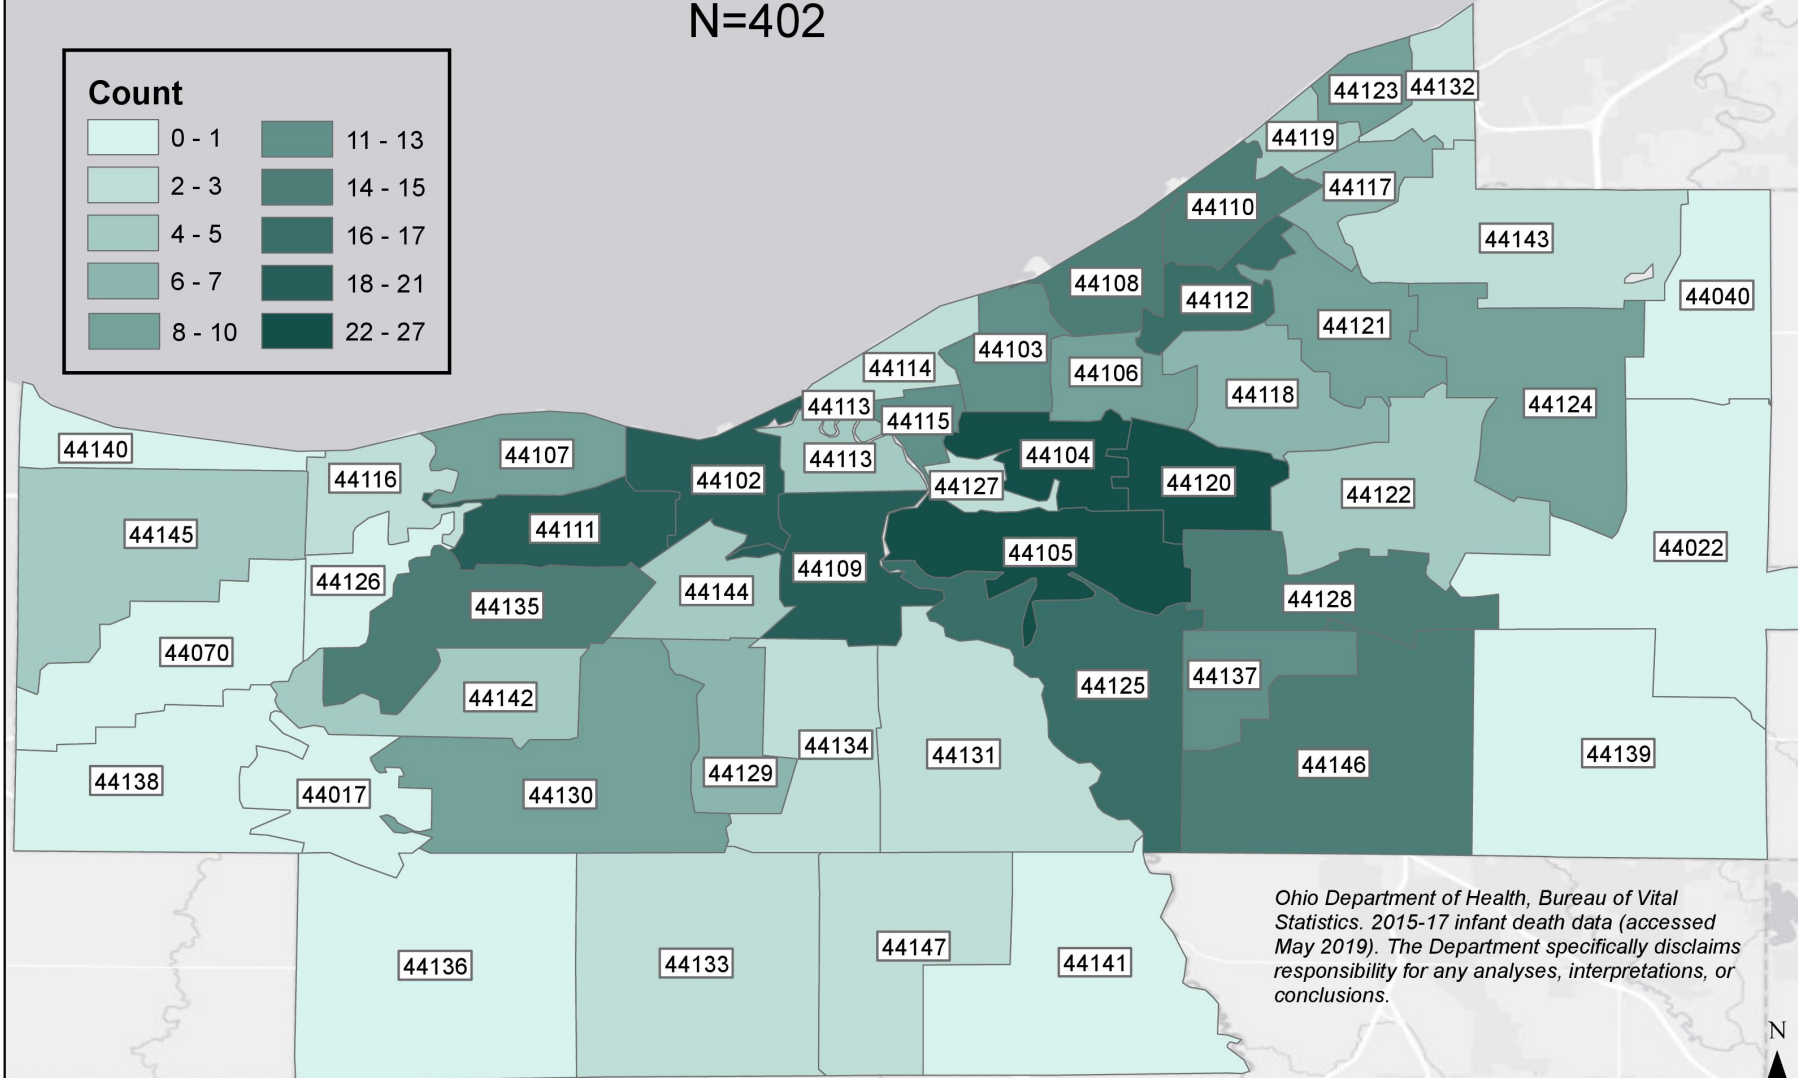 N=402
Count
0 - 1
2 - 3
4 - 5
6 - 7
8 - 10
11 - 13
14 - 15
16 - 17
18 - 21
22 - 27
44123
44132
44119
44117
44110
44143
44108
44112
44040
44121
44103
44114
44106
44118
44113
44115
44124
44140
44107
44116
44102
44113
44104
44127
44120
44122
44145
44111
44105
44022
44126
44109
44144
44135
44128
44070
44142
44125
44137
44138
44134
44131
44129
44017
44130
44146
44139
44136
44133
44147
44141
Ohio Department of Health, Bureau of Vital
Statistics. 2015-17 infant death data (accessed
May 2019). The Department specifically disclaims
responsibility for any analyses, interpretations, or
conclusions.
N